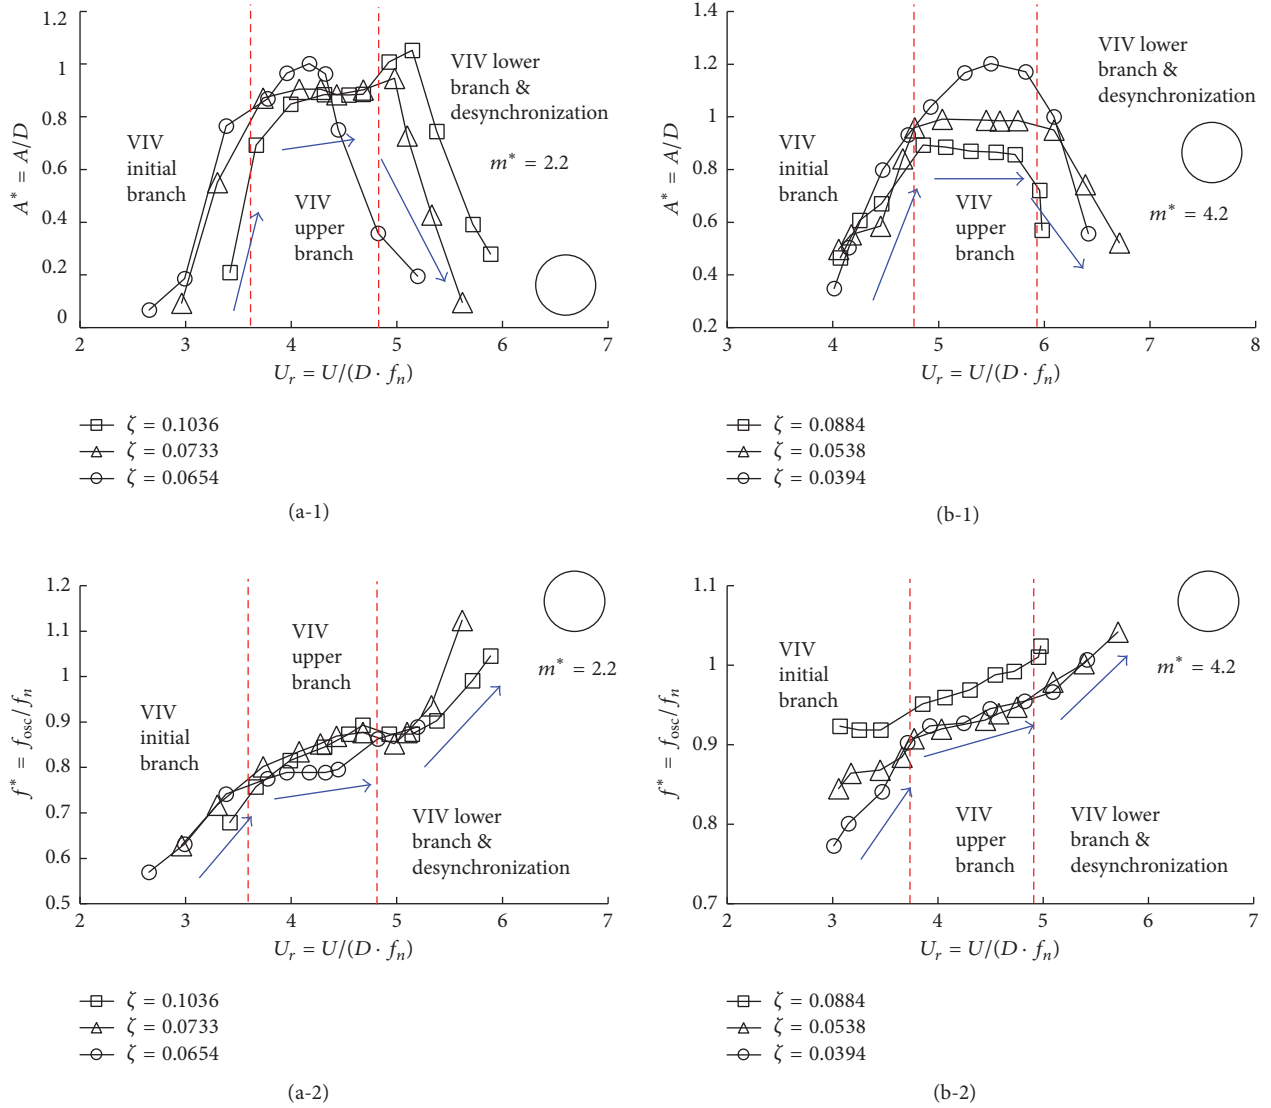 1.2
1
0.8
0.6
0.4
0.2
0
A* = A/D
VIV
initial
branch
VIV
upper
branch
VIV lower
branch &
desynchronization
m* = 2.2
2
3
4
5
6
7
U_r = U/(D · f_n)
ζ = 0.1036
ζ = 0.0733
ζ = 0.0654
(a-1)
1.4
1.2
1
0.8
0.6
0.4
0.2
A* = A/D
VIV
initial
branch
VIV
upper
branch
VIV lower
branch &
desynchronization
m* = 4.2
2
3
4
5
6
7
8
U_r = U/(D · f_n)
ζ = 0.0884
ζ = 0.0538
ζ = 0.0394
(b-1)
1.2
1.1
1
0.9
0.8
0.7
0.6
0.5
f* = f_osc/f_n
VIV
initial
branch
VIV
upper
branch
m* = 2.2
VIV lower
branch &
desynchronization
2
3
4
5
6
7
U_r = U/(D · f_n)
ζ = 0.1036
ζ = 0.0733
ζ = 0.0654
(a-2)
1.1
1
0.9
0.8
0.7
f* = f_osc/f_n
VIV
initial
branch
m* = 4.2
VIV
upper
branch
VIV lower
branch &
desynchronization
2
3
4
5
6
7
U_r = U/(D · f_n)
ζ = 0.0884
ζ = 0.0538
ζ = 0.0394
(b-2)